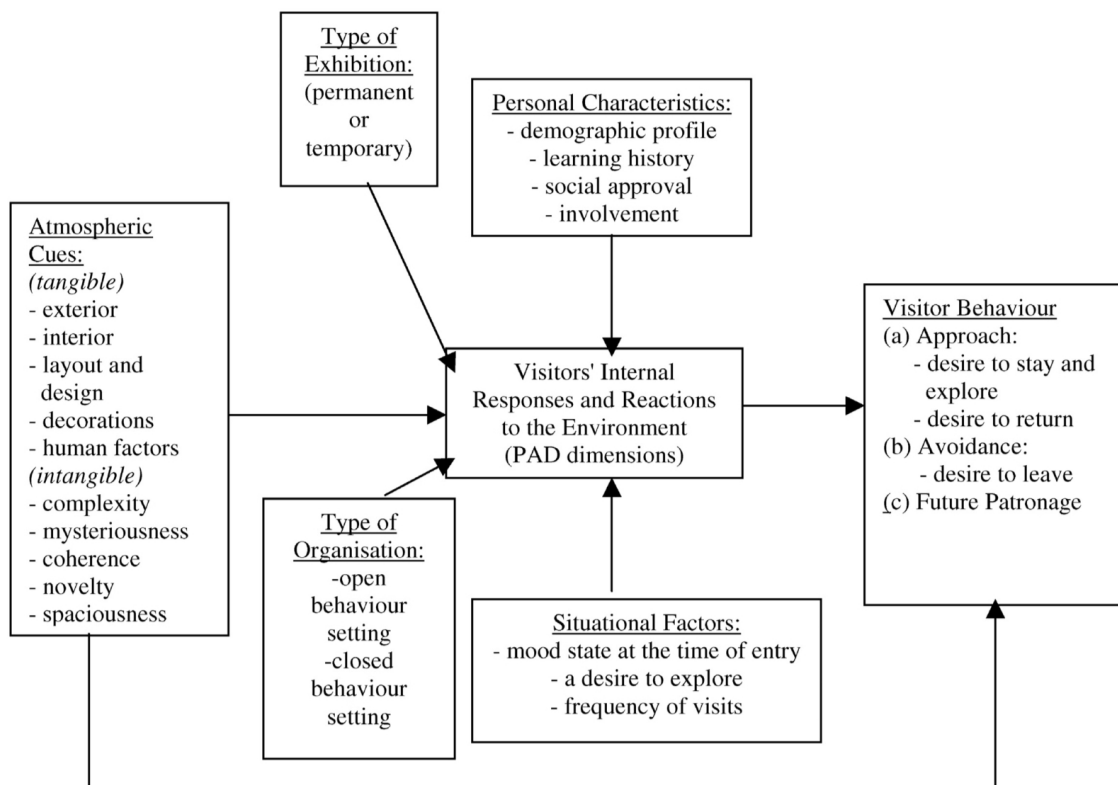 Type of
Exhibition:
(permanent
or
temporary)
Personal Characteristics:
- demographic profile
- learning history
- social approval
- involvement
Atmospheric
Cues:
(tangible)
- exterior
- interior
- layout and
design
- decorations
- human factors
(intangible)
- complexity
- mysteriousness
- coherence
- novelty
- spaciousness
Visitors' Internal
Responses and Reactions
to the Environment
(PAD dimensions)
Visitor Behaviour
(a) Approach:
- desire to stay and
explore
- desire to return
(b) Avoidance:
- desire to leave
(c) Future Patronage
Type of
Organisation:
-open
behaviour
setting
-closed
behaviour
setting
Situational Factors:
- mood state at the time of entry
- a desire to explore
- frequency of visits